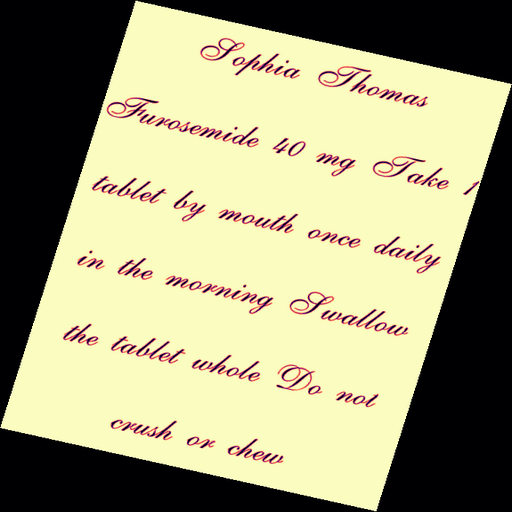 Sophia Thomas
Furosemide 40 mg Take 1
tablet by mouth once daily
in the morning Swallow
the tablet whole Do not
crush or chew